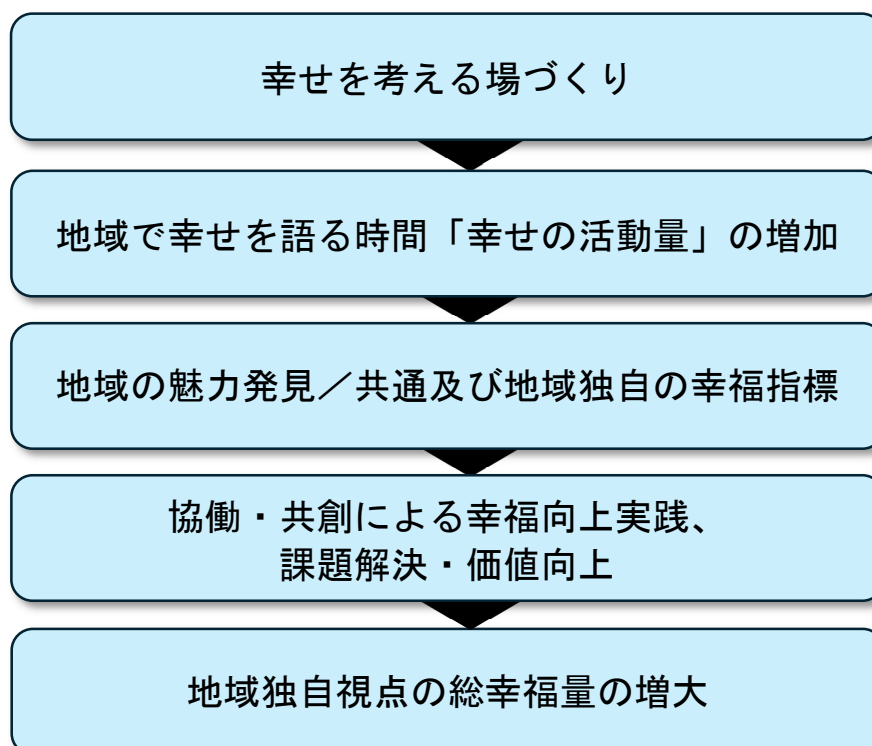 幸せを考える場づくり
地域で幸せを語る時間「幸せの活動量」の増加
地域の魅力発見／共通及び地域独自の幸福指標
協働・共創による幸福向上実践、
課題解決・価値向上
地域独自視点の総幸福量の増大